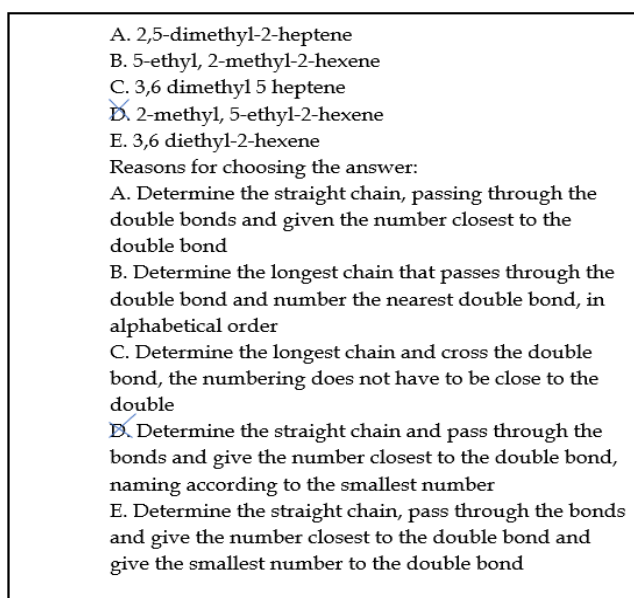 A. 2,5-dimethyl-2-heptene
B. 5-ethyl, 2-methyl-2-hexene
C. 3,6 dimethyl 5 heptene
D. 2-methyl, 5-ethyl-2-hexene
E. 3,6 diethyl-2-hexene
Reasons for choosing the answer:
A. Determine the straight chain, passing through the
double bonds and given the number closest to the
double bond
B. Determine the longest chain that passes through the
double bond and number the nearest double bond, in
alphabetical order
C. Determine the longest chain and cross the double
bond, the numbering does not have to be close to the
double
D. Determine the straight chain and pass through the
bonds and give the number closest to the double bond,
naming according to the smallest number
E. Determine the straight chain, pass through the bonds
and give the number closest to the double bond and
give the smallest number to the double bond